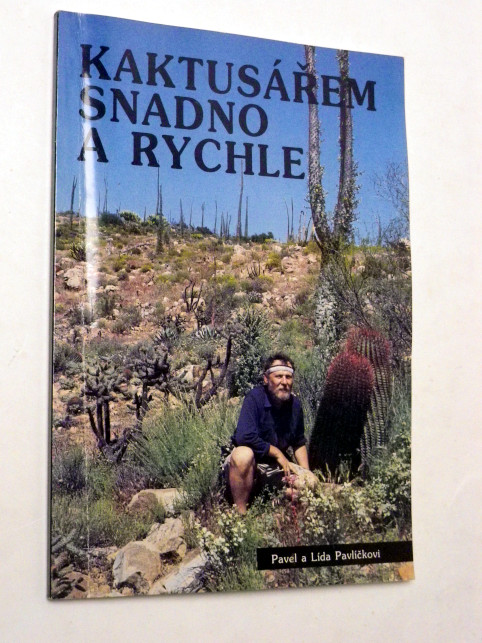 KAKTUSÁŘEM
SNADNO
A RYCHLE
Pavel a Lída Pavlíčkovi